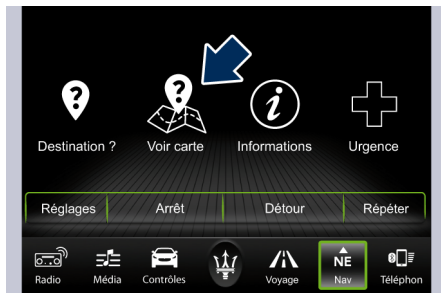 ? ?
Destination ? Voir carte Informations Urgence
Réglages Arrêt Détour Répéter
NE
Radio Média Contrôles Voyage Nav Téléphon